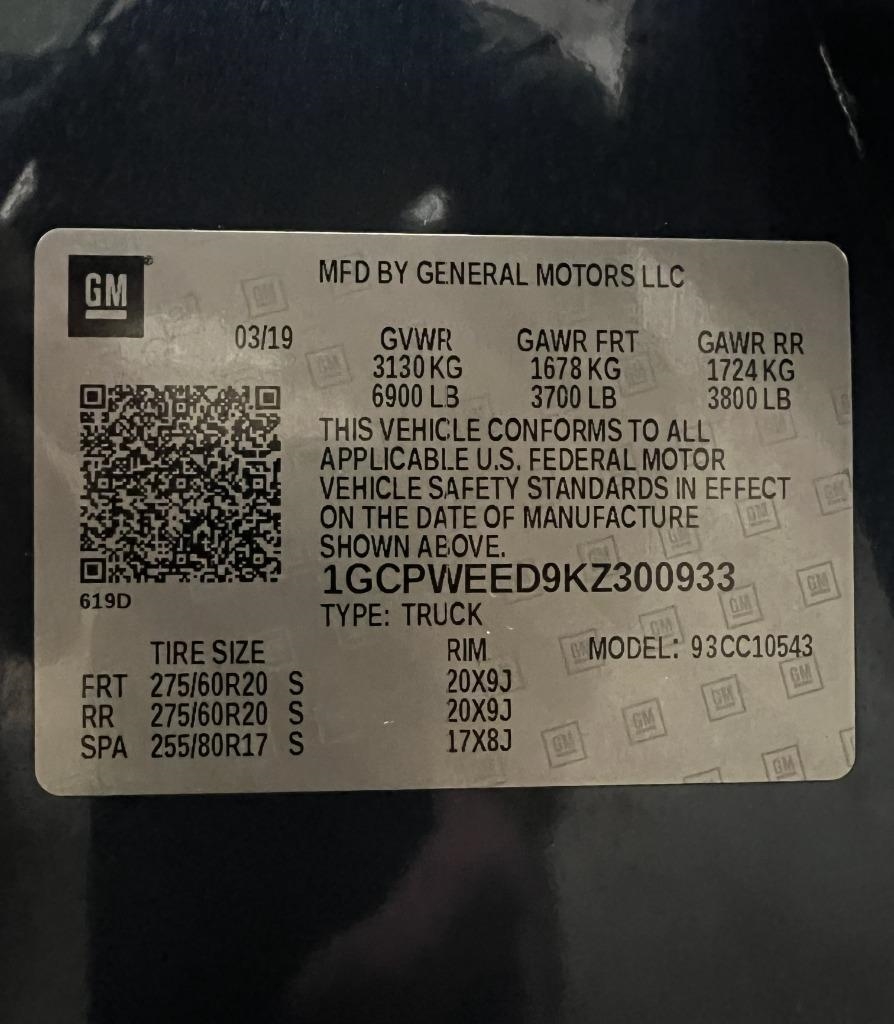 GM
MFD BY GENERAL MOTORS LLC
03/19 GVWR GAWR FRT GAWR RR
3130 KG 1678 KG 1724 KG
6900 LB 3700 LB 3800 LB
THIS VEHICLE CONFORMS TO ALL
APPLICABLE U.S. FEDERAL MOTOR
VEHICLE SAFETY STANDARDS IN EFFECT
ON THE DATE OF MANUFACTURE
SHOWN ABOVE.
1GCPWEED9KZ300933
619D
TYPE: TRUCK
TIRE SIZE RIM MODEL: 93CC10543
FRT 275/60R20 S 20X9J
RR 275/60R20 S 20X9J
SPA 255/80R17 S 17X8J